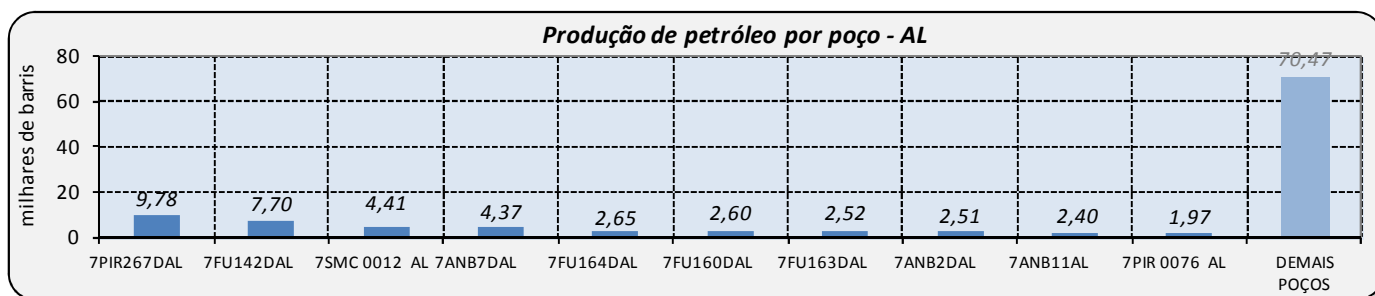 Produção de petróleo por poço - AL
milhares de barris
80
60
40
20
0
9,78 7,70 4,41 4,37 2,65 2,60 2,52 2,51 2,40 1,97 70,47
7PIR267DAL 7FU142DAL 7SMC 0012 AL 7ANB7DAL 7FU164DAL 7FU160DAL 7FU163DAL 7ANB2DAL 7ANB11AL 7PIR 0076 AL DEMAIS
POÇOS